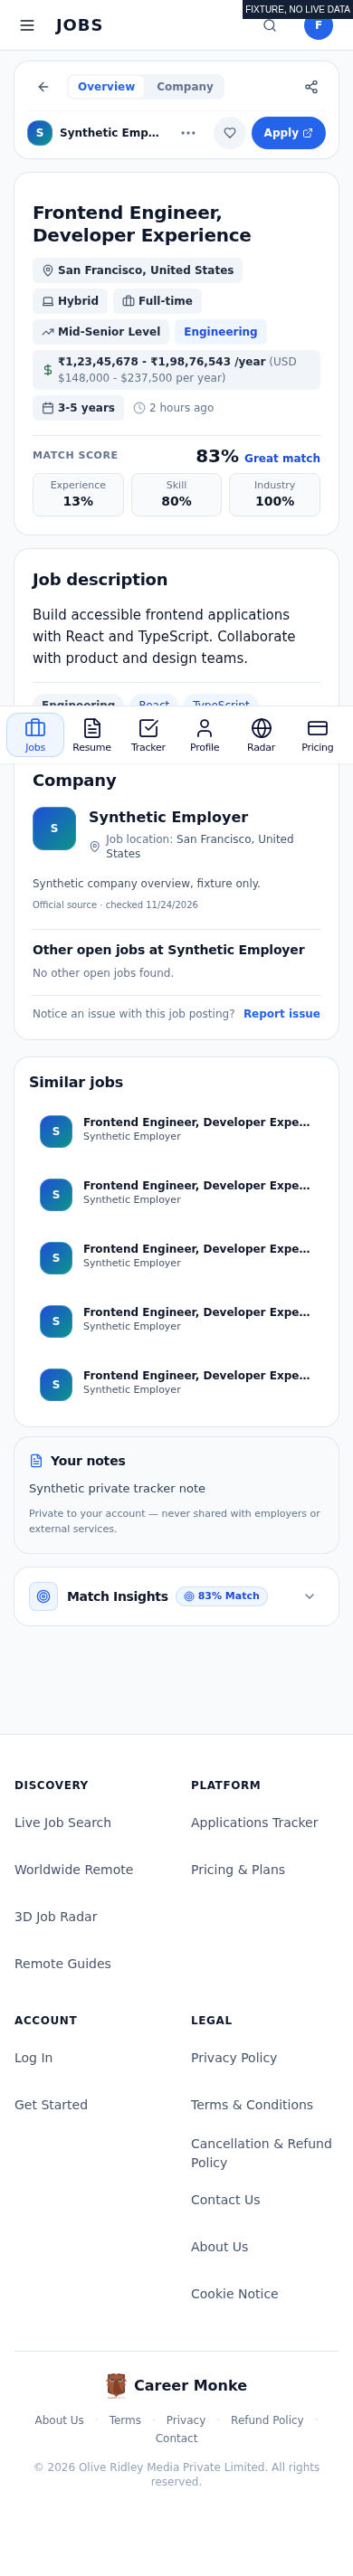 FIXTURE, NO LIVE DATA
JOBS
F
Overview Company
S Synthetic Emp... Apply
Frontend Engineer,
Developer Experience
San Francisco, United States
Hybrid Full-time
Mid-Senior Level Engineering
₹1,23,45,678 - ₹1,98,76,543 /year (USD
$148,000 - $237,500 per year)
3-5 years 2 hours ago
MATCH SCORE 83% Great match
Experience Skill Industry
13% 80% 100%
Job description
Build accessible frontend applications
with React and TypeScript. Collaborate
with product and design teams.
Engineering React TypeScript
Jobs Resume Tracker Profile Radar Pricing
Company
S Synthetic Employer
Job location: San Francisco, United
States
Synthetic company overview, fixture only.
Official source · checked 11/24/2026
Other open jobs at Synthetic Employer
No other open jobs found.
Notice an issue with this job posting? Report issue
Similar jobs
S Frontend Engineer, Developer Expe...
Synthetic Employer
S Frontend Engineer, Developer Expe...
Synthetic Employer
S Frontend Engineer, Developer Expe...
Synthetic Employer
S Frontend Engineer, Developer Expe...
Synthetic Employer
S Frontend Engineer, Developer Expe...
Synthetic Employer
Your notes
Synthetic private tracker note
Private to your account — never shared with employers or
external services.
Match Insights 83% Match
DISCOVERY
Live Job Search
Worldwide Remote
3D Job Radar
Remote Guides
PLATFORM
Applications Tracker
Pricing & Plans
ACCOUNT
Log In
Get Started
LEGAL
Privacy Policy
Terms & Conditions
Cancellation & Refund
Policy
Contact Us
About Us
Cookie Notice
Career Monke
About Us · Terms · Privacy · Refund Policy ·
Contact
© 2026 Olive Ridley Media Private Limited. All rights
reserved.